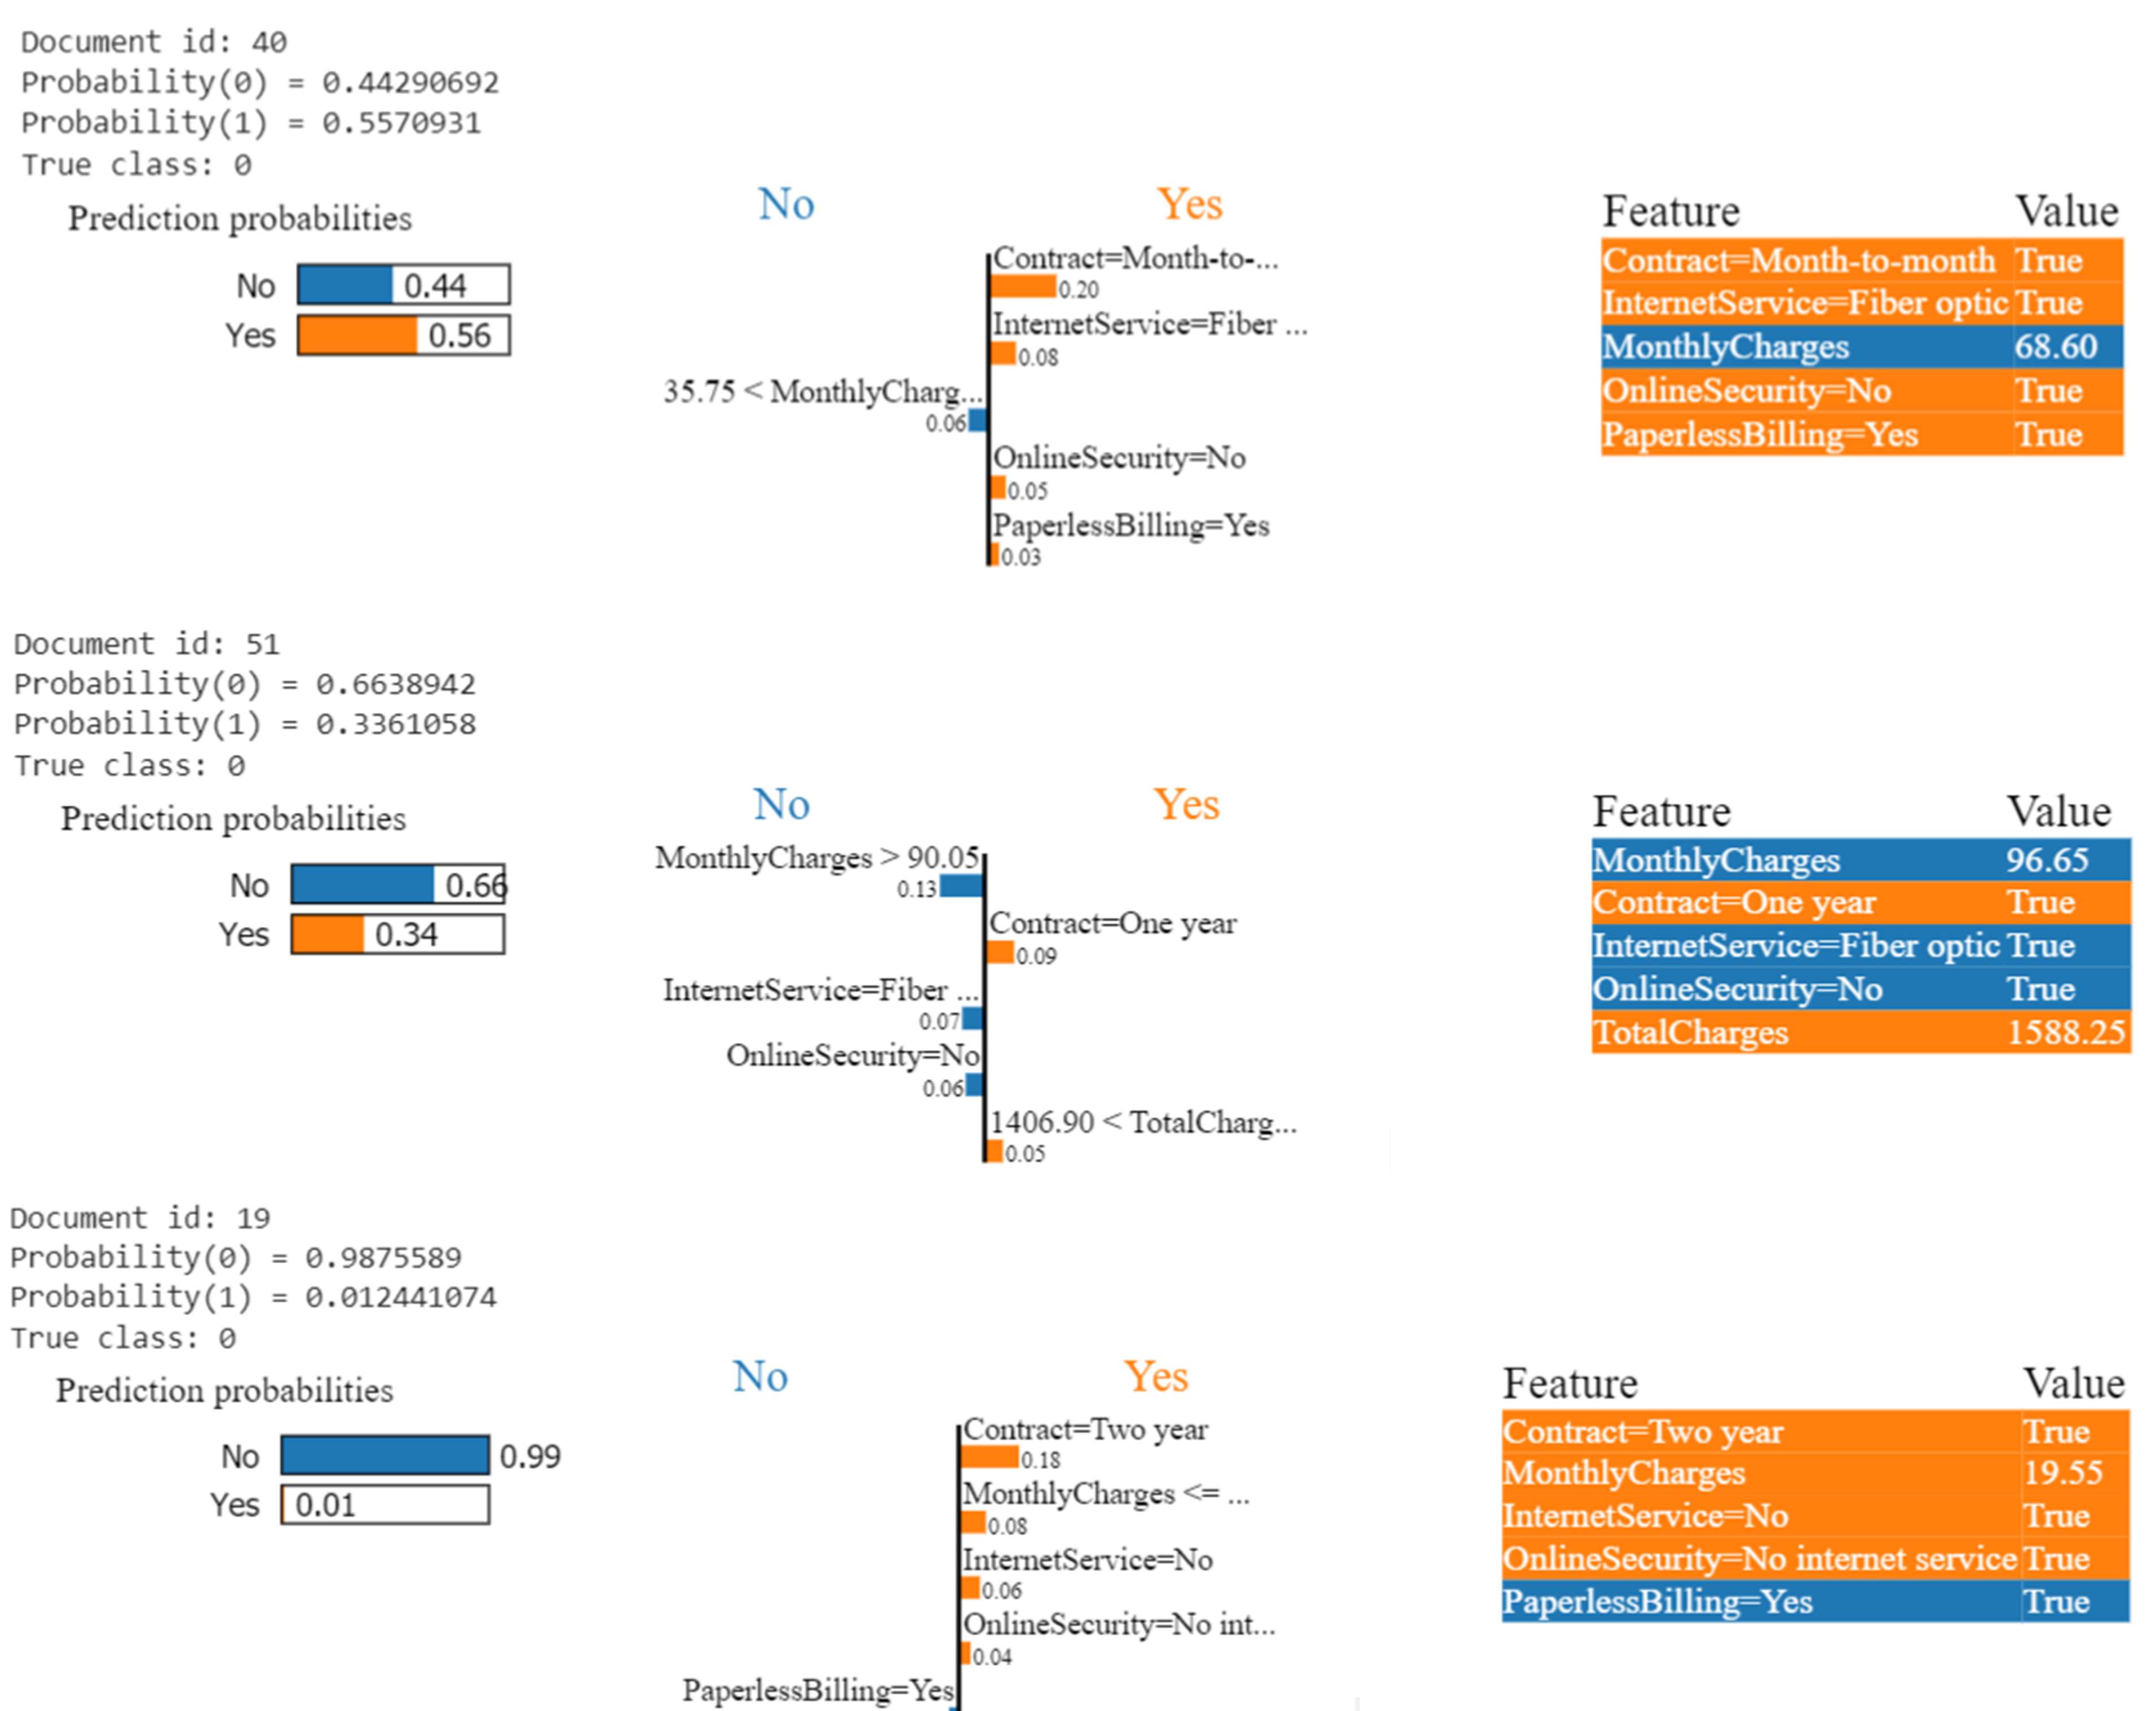 Document id: 40
Probability(0) = 0.44290692
Probability(1) = 0.5570931
True class: 0
Prediction probabilities
No 0.44
Yes 0.56
No Yes
Contract=Month-to-...
0.20
InternetService=Fiber ...
0.08
35.75 < MonthlyCharg...
0.06
OnlineSecurity=No
0.05
PaperlessBilling=Yes
0.03
Feature Value
Contract=Month-to-month True
InternetService=Fiber optic True
MonthlyCharges 68.60
OnlineSecurity=No True
PaperlessBilling=Yes True
Document id: 51
Probability(0) = 0.6638942
Probability(1) = 0.3361058
True class: 0
Prediction probabilities
No 0.66
Yes 0.34
No Yes
MonthlyCharges > 90.05
0.13
Contract=One year
0.09
InternetService=Fiber ...
0.07
OnlineSecurity=No
0.06
1406.90 < TotalCharg...
0.05
Feature Value
MonthlyCharges 96.65
Contract=One year True
InternetService=Fiber optic True
OnlineSecurity=No True
TotalCharges 1588.25
Document id: 19
Probability(0) = 0.9875589
Probability(1) = 0.012441074
True class: 0
Prediction probabilities
No 0.99
Yes 0.01
No Yes
Contract=Two year
0.18
MonthlyCharges <= ...
0.08
InternetService=No
0.06
OnlineSecurity=No int...
0.04
PaperlessBilling=Yes
Feature Value
Contract=Two year True
MonthlyCharges 19.55
InternetService=No True
OnlineSecurity=No internet service True
PaperlessBilling=Yes True